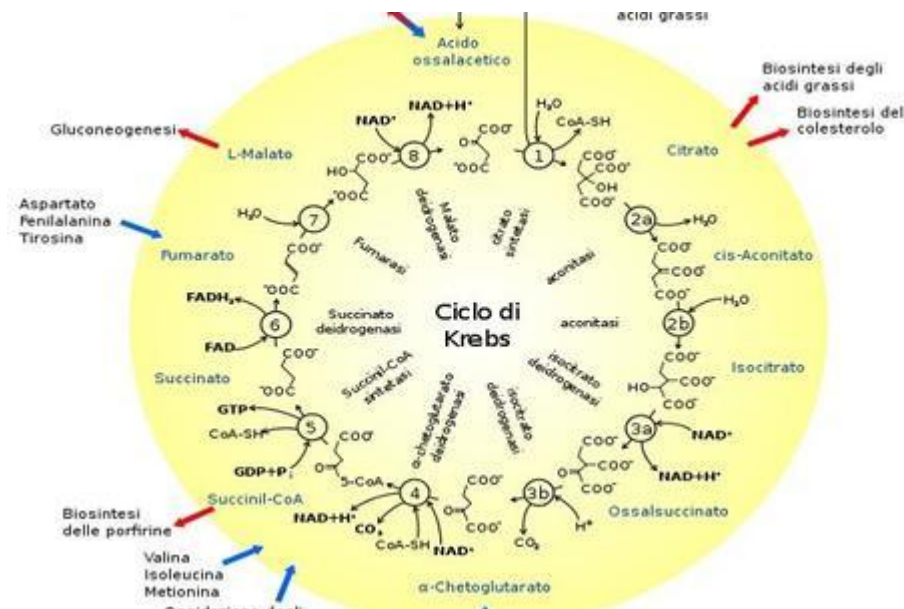 acidi grassi
Acido
ossalacetico
Biosintesi degli
acidi grassi
Biosintesi del
colesterolo
NAD+H⁺
NAD⁺
H₂O
CoA-SH
Gluconeogenesi
L-Malato
8
O
COO⁻
⁻OOC
1
Citrato
HO
COO⁻
⁻OOC
COO⁻
COO⁻
OH
COO⁻
Aspartato
Fenilalanina
Tirosina
H₂O
7
Malato
deidrogenasi
citrato
sintetasi
2a
H₂O
Fumarato
COO⁻
⁻OOC
Fumarasi
aconitasi
COO⁻
COO⁻
COO⁻
cis-Aconitato
FADH₂
6
FAD
Succinato
deidrogenasi
Ciclo di
Krebs
aconitasi
2b
H₂O
Succinato
COO⁻
⁻OOC
Succinil-CoA
sintetasi
isocitrato
deidrogenasi
HO
COO⁻
COO⁻
COO⁻
Isocitrato
GTP
CoA-SH
5
GDP+Pᵢ
α-chetoglutarato
deidrogenasi
isocitrato
deidrogenasi
3a
NAD⁺
NAD+H⁺
COO⁻
O
S-CoA
COO⁻
O
COO⁻
COO⁻
O
COO⁻
COO⁻
Succinil-CoA
4
3b
Ossalsuccinato
Biosintesi
delle porfirine
NAD+H⁺
CO₂
CoA-SH
NAD⁺
CO₂
H⁺
Valina
Isoleucina
Metionina
α-Chetoglutarato